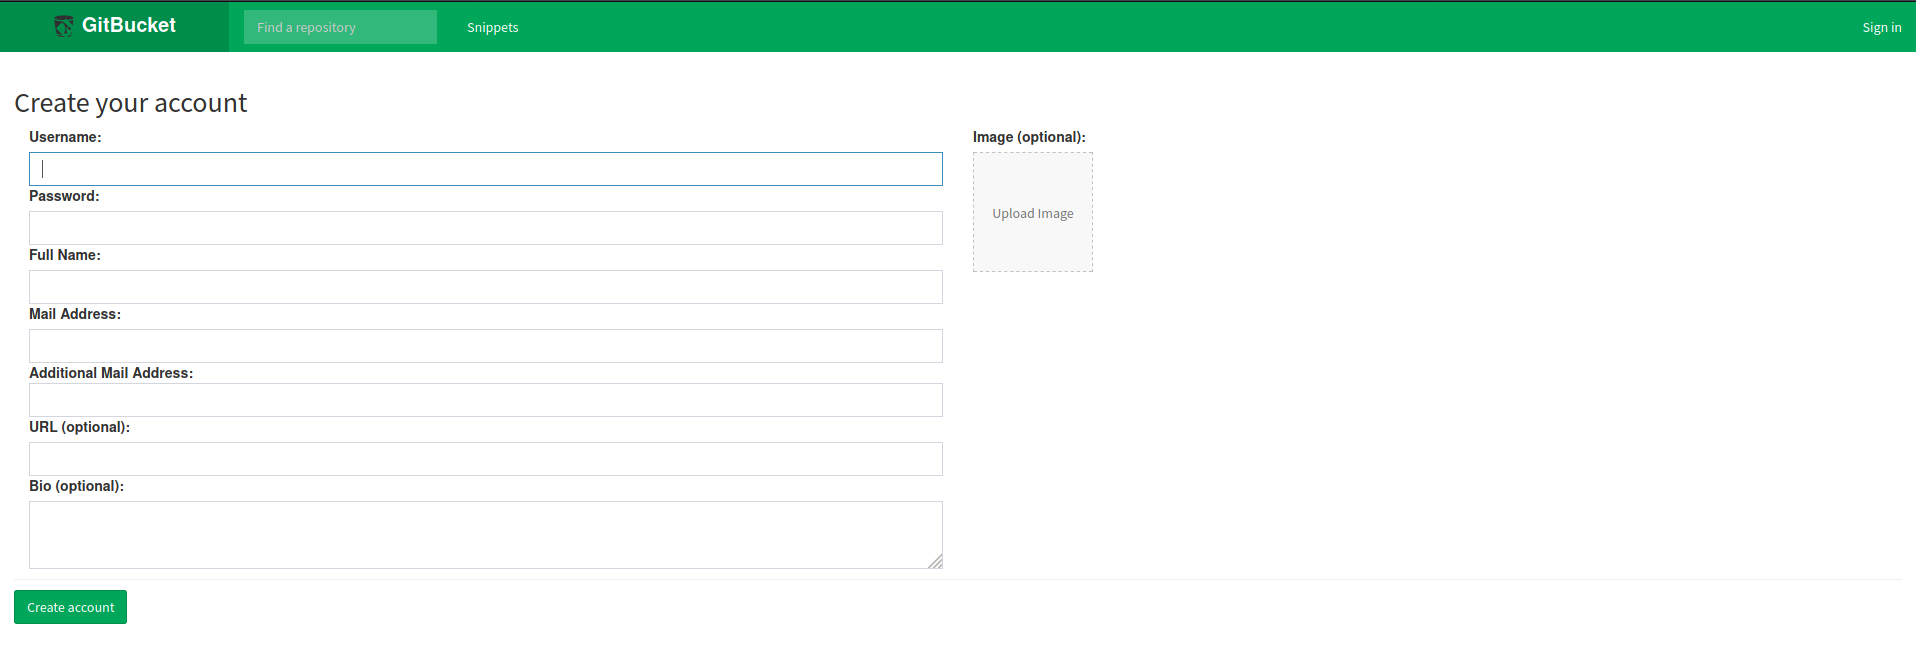 GitBucket
Find a repository
Snippets
Sign in
Create your account
Username:
Image (optional):
Upload Image
Password:
Full Name:
Mail Address:
Additional Mail Address:
URL (optional):
Bio (optional):
Create account